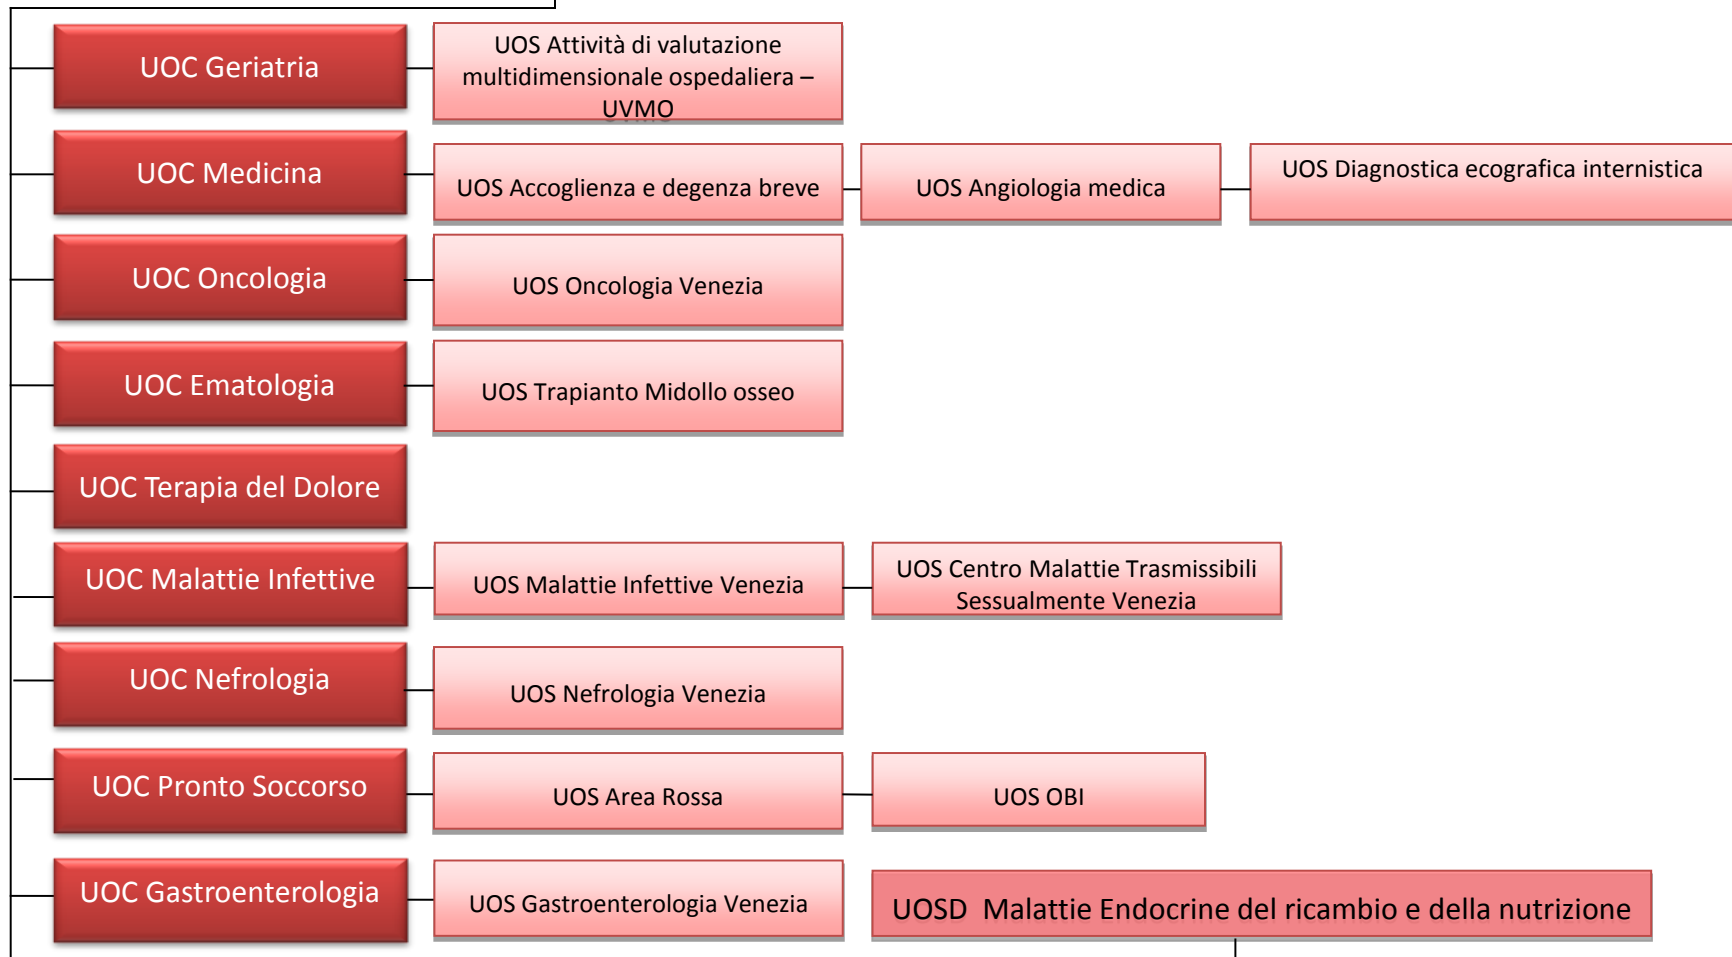 UOC Geriatria
UOS Attività di valutazione
multidimensionale ospedaliera –
UVMO
UOC Medicina
UOS Accoglienza e degenza breve
UOS Angiologia medica
UOS Diagnostica ecografica internistica
UOC Oncologia
UOS Oncologia Venezia
UOC Ematologia
UOS Trapianto Midollo osseo
UOC Terapia del Dolore
UOC Malattie Infettive
UOS Malattie Infettive Venezia
UOS Centro Malattie Trasmissibili
Sessualmente Venezia
UOC Nefrologia
UOS Nefrologia Venezia
UOC Pronto Soccorso
UOS Area Rossa
UOS OBI
UOC Gastroenterologia
UOS Gastroenterologia Venezia
UOSD  Malattie Endocrine del ricambio e della nutrizione